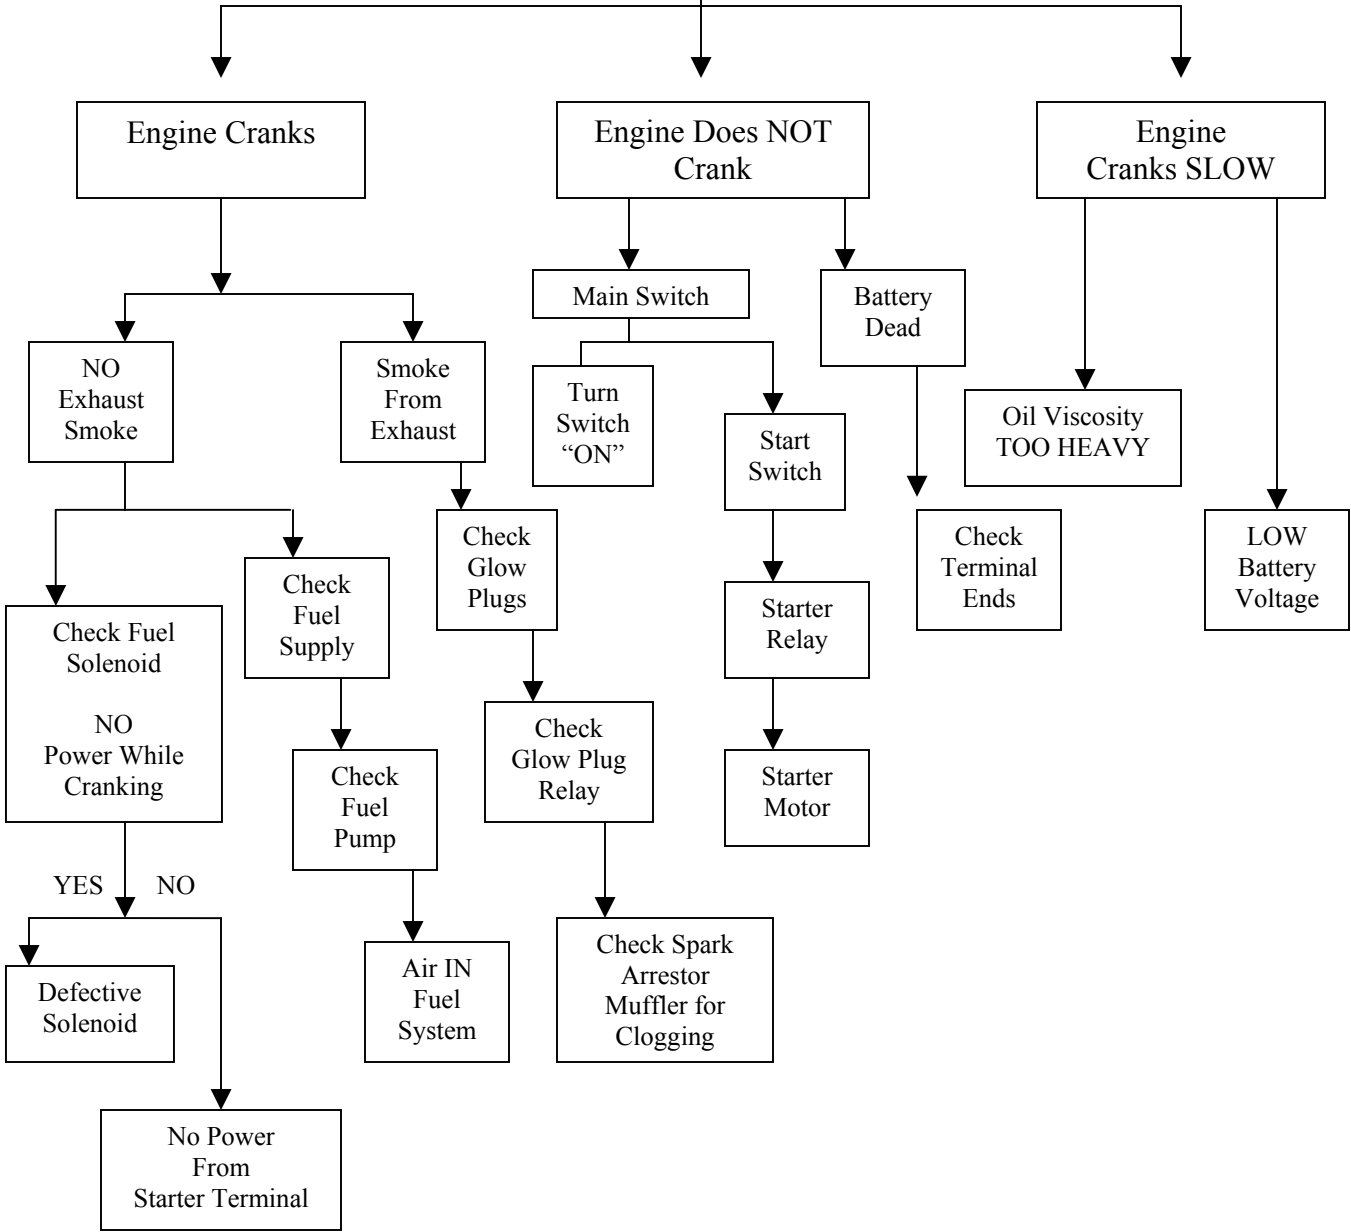 Engine Cranks
Engine Does NOT
Crank
Engine
Cranks SLOW
Main Switch
Battery
Dead
NO
Exhaust
Smoke
Smoke
From
Exhaust
Turn
Switch
“ON”
Start
Switch
Oil Viscosity
TOO HEAVY
Check
Glow
Plugs
Check
Terminal
Ends
LOW
Battery
Voltage
Check
Fuel
Supply
Starter
Relay
Check Fuel
Solenoid
NO
Power While
Cranking
Check
Glow Plug
Relay
Check
Fuel
Pump
Starter
Motor
YES NO
Check Spark
Arrestor
Muffler for
Clogging
Air IN
Fuel
System
Defective
Solenoid
No Power
From
Starter Terminal